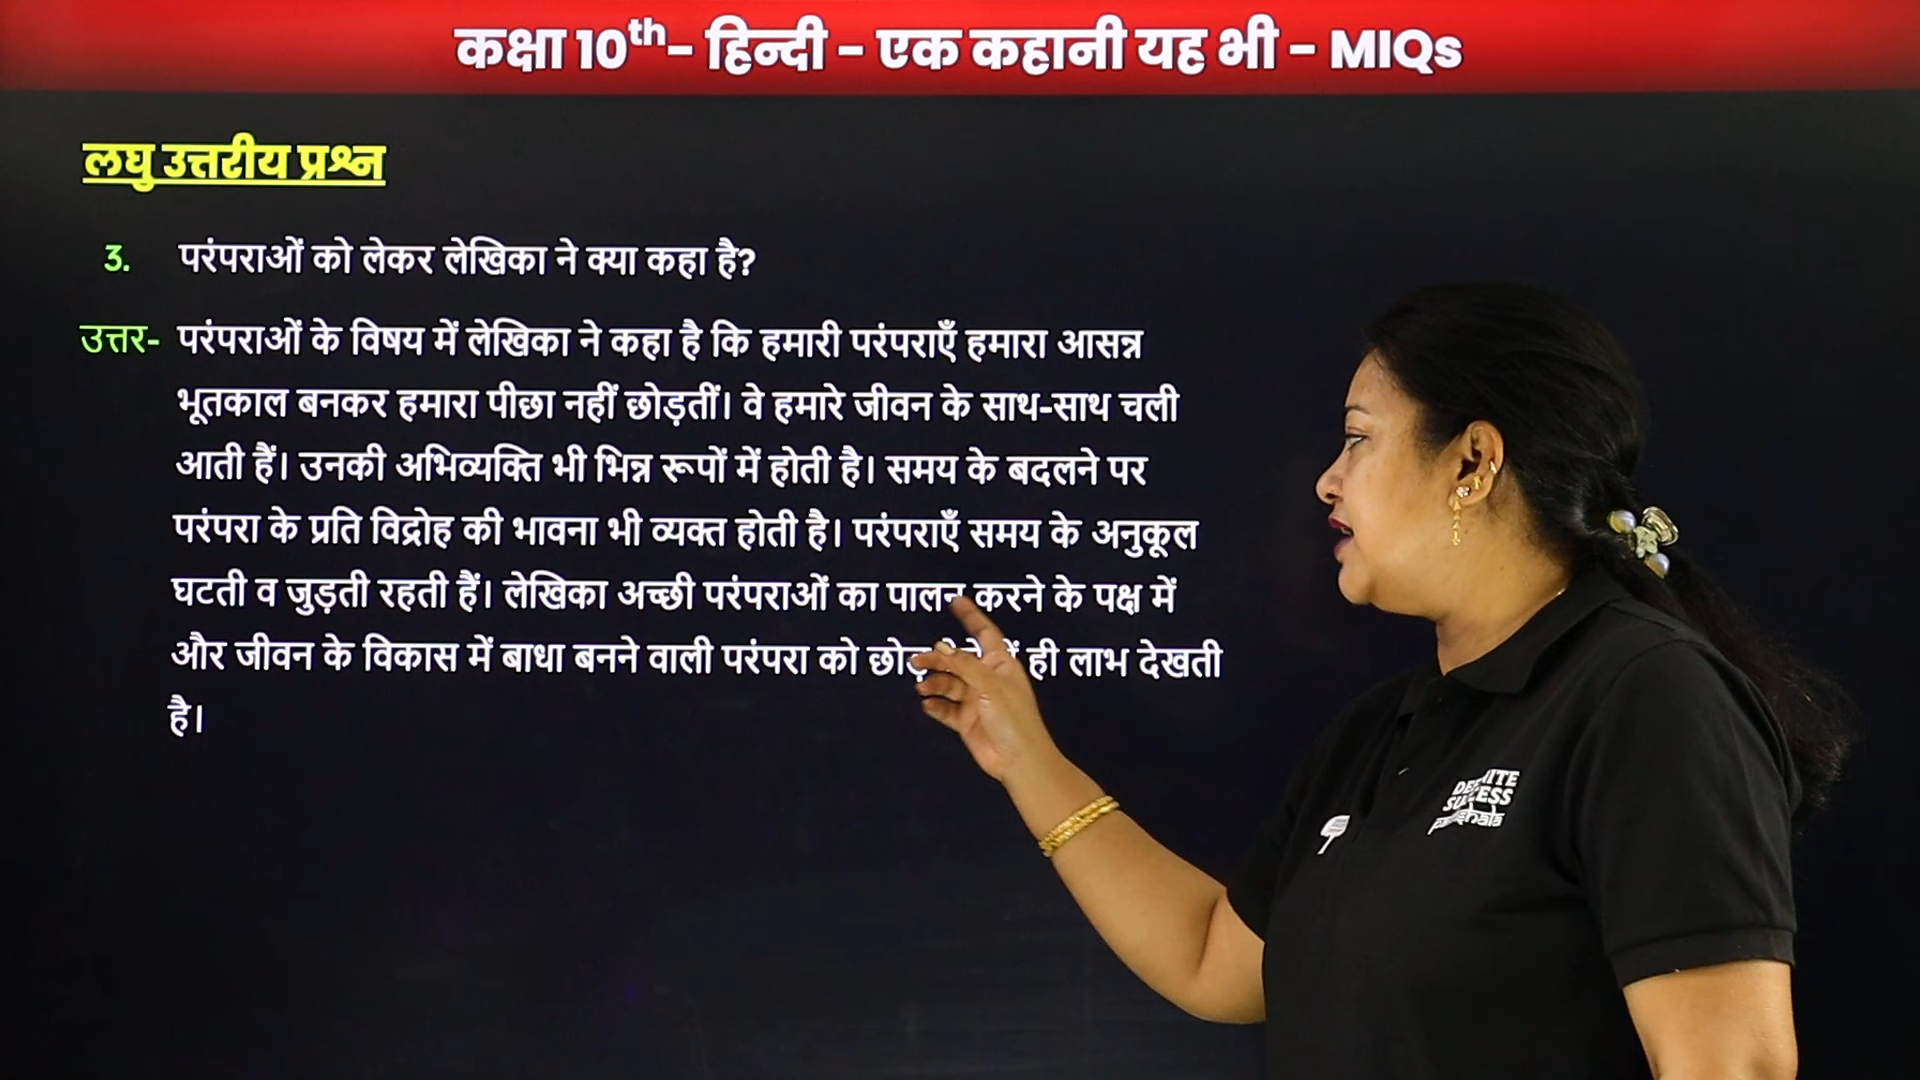 कक्षा 10th- हिन्दी - एक कहानी यह भी - MIQs
लघु उत्तरीय प्रश्न
3. परंपराओं को लेकर लेखिका ने क्या कहा है?
उत्तर- परंपराओं के विषय में लेखिका ने कहा है कि हमारी परंपराएँ हमारा आसन्न
भूतकाल बनकर हमारा पीछा नहीं छोड़तीं। वे हमारे जीवन के साथ-साथ चली
आती हैं। उनकी अभिव्यक्ति भी भिन्न रूपों में होती है। समय के बदलने पर
परंपरा के प्रति विद्रोह की भावना भी व्यक्त होती है। परंपराएँ समय के अनुकूल
घटती व जुड़ती रहती हैं। लेखिका अच्छी परंपराओं का पालन करने के पक्ष में
और जीवन के विकास में बाधा बनने वाली परंपरा को ही लाभ देखती
है।